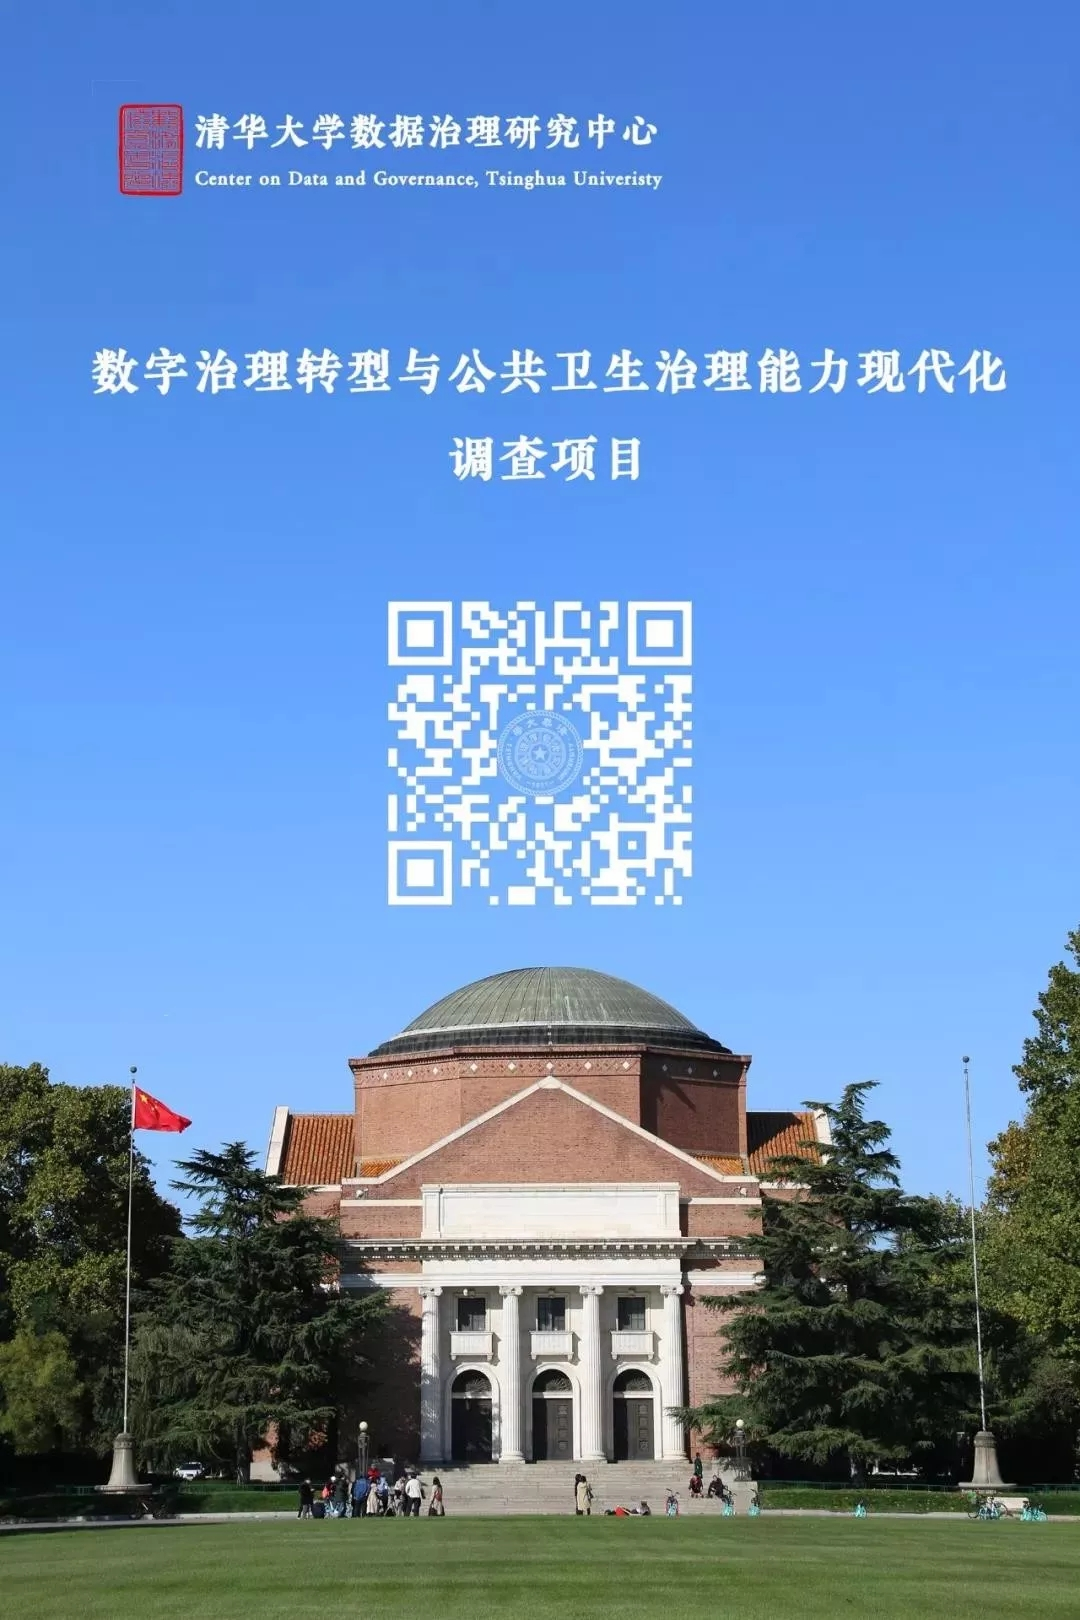 清华大学数据治理研究中心
Center on Data and Governance, Tsinghua Univeristy
数字治理转型与公共卫生治理能力现代化
调查项目